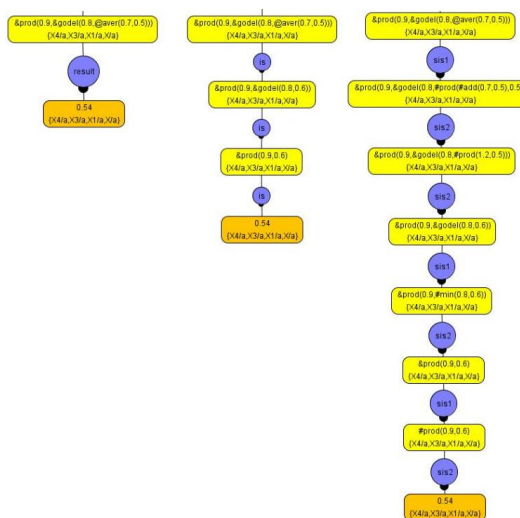 &prod(0.9,&godel(0.8,@aver(0.7,0.5)))
{X4/a,X3/a,X1/a,X/a}
result
0.54
{X4/a,X3/a,X1/a,X/a}
&prod(0.9,&godel(0.8,@aver(0.7,0.5)))
{X4/a,X3/a,X1/a,X/a}
is
&prod(0.9,&godel(0.8,0.6))
{X4/a,X3/a,X1/a,X/a}
is
&prod(0.9,0.6)
{X4/a,X3/a,X1/a,X/a}
is
0.54
{X4/a,X3/a,X1/a,X/a}
&prod(0.9,&godel(0.8,@aver(0.7,0.5)))
{X4/a,X3/a,X1/a,X/a}
sis1
&prod(0.9,&godel(0.8,#prod(#add(0.7,0.5),0.5
{X4/a,X3/a,X1/a,X/a}
sis2
&prod(0.9,&godel(0.8,#prod(1.2,0.5)))
{X4/a,X3/a,X1/a,X/a}
sis2
&prod(0.9,&godel(0.8,0.6))
{X4/a,X3/a,X1/a,X/a}
sis1
&prod(0.9,#min(0.8,0.6))
{X4/a,X3/a,X1/a,X/a}
sis2
&prod(0.9,0.6)
{X4/a,X3/a,X1/a,X/a}
sis1
#prod(0.9,0.6)
{X4/a,X3/a,X1/a,X/a}
sis2
0.54
{X4/a,X3/a,X1/a,X/a}